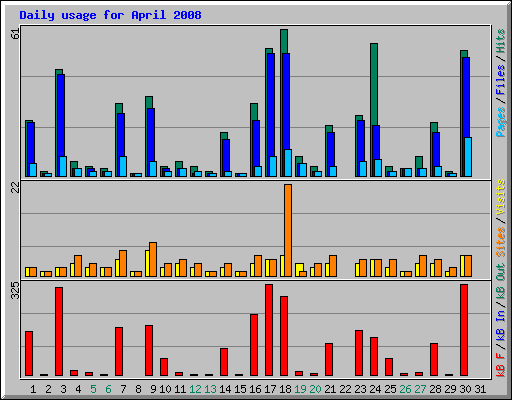 Daily usage for April 2008
61
Pages / Files / Hits
22
Sites / Visits
325
kB F / kB In / kB Out
1 2 3 4 5 6 7 8 9 10 11 12 13 14 15 16 17 18 19 20 21 22 23 24 25 26 27 28 29 30 31